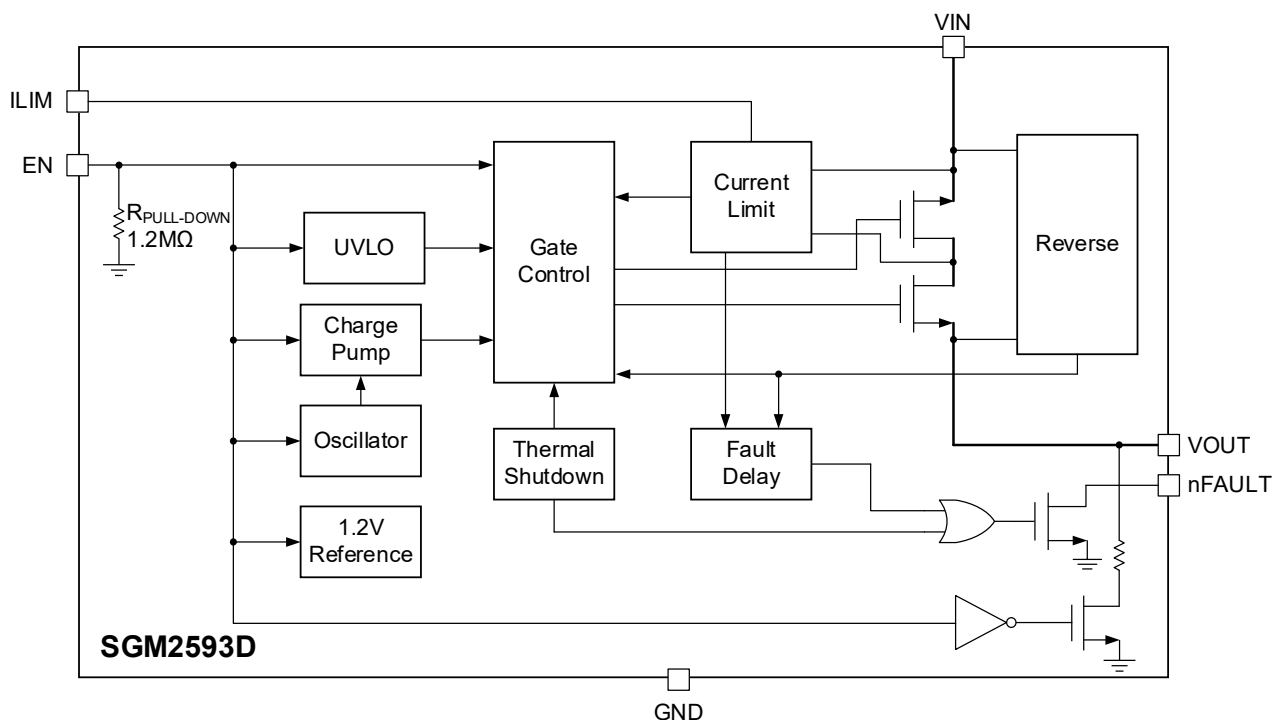 VIN
ILIM
EN
R_PULL-DOWN
1.2MΩ
UVLO
Charge
Pump
Oscillator
1.2V
Reference
Gate
Control
Thermal
Shutdown
Current
Limit
Fault
Delay
Reverse
VOUT
nFAULT
SGM2593D
GND